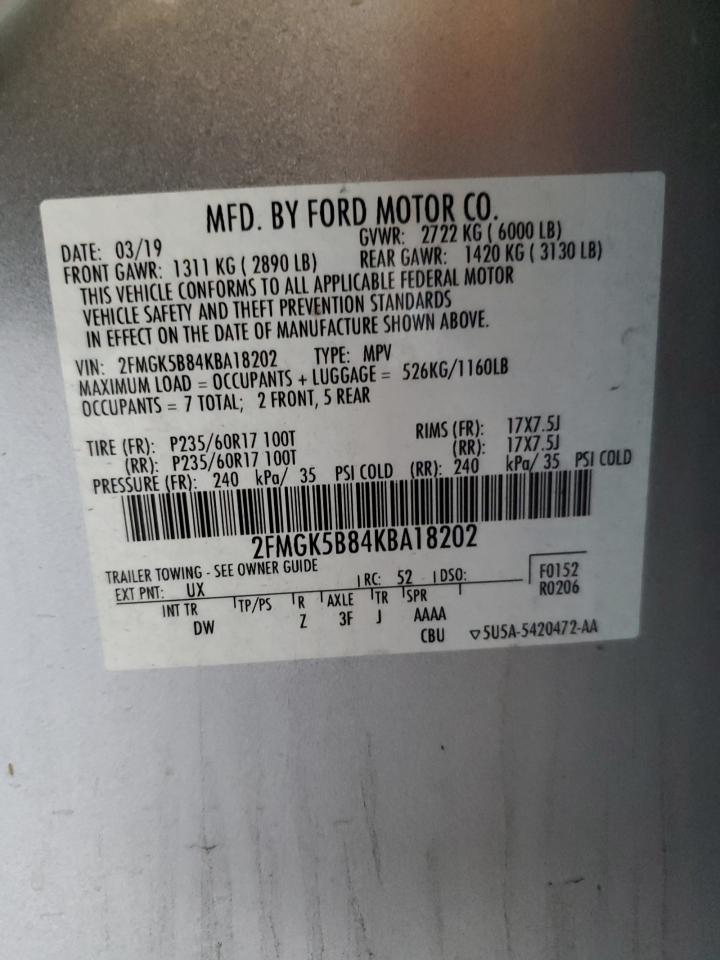 MFD. BY FORD MOTOR CO.
DATE: 03/19 GVWR: 2722 KG ( 6000 LB)
FRONT GAWR: 1311 KG ( 2890 LB) REAR GAWR: 1420 KG ( 3130 LB)
THIS VEHICLE CONFORMS TO ALL APPLICABLE FEDERAL MOTOR
VEHICLE SAFETY AND THEFT PREVENTION STANDARDS
IN EFFECT ON THE DATE OF MANUFACTURE SHOWN ABOVE.
VIN: 2FMGK5B84KBA18202 TYPE: MPV
MAXIMUM LOAD = OCCUPANTS + LUGGAGE = 526KG/1160LB
OCCUPANTS = 7 TOTAL; 2 FRONT, 5 REAR
TIRE (FR): P235/60R17 100T RIMS (FR): 17X7.5J
(RR): P235/60R17 100T (RR): 17X7.5J
PRESSURE (FR): 240 kPa/ 35 PSI COLD (RR): 240 kPa/ 35 PSI COLD
2FMGK5B84KBA18202
TRAILER TOWING - SEE OWNER GUIDE
EXT PNT: UX RC: 52 DSO: F0152
INT TR TP/PS R AXLE TR SPR R0206
DW Z 3F J AAAA
CBU ▽5U5A-5420472-AA